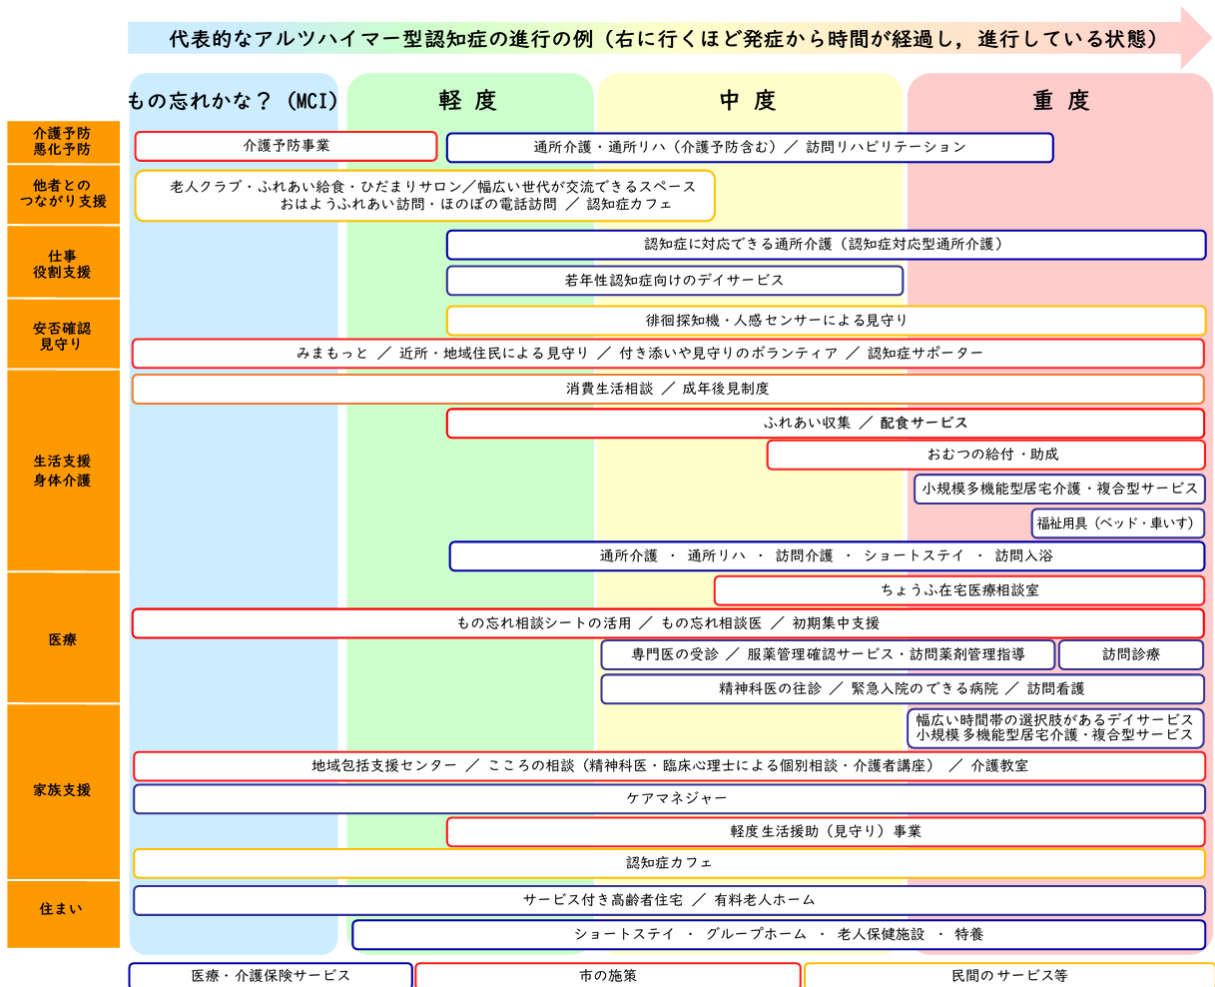 代表的なアルツハイマー型認知症の進行の例（右に行くほど発症から時間が経過し，進行している状態）
もの忘れかな？（MCI）
軽 度
中 度
重 度
介護予防
悪化予防
介護予防事業
通所介護・通所リハ（介護予防含む）／ 訪問リハビリテーション
他者との
つながり支援
老人クラブ・ふれあい給食・ひだまりサロン／幅広い世代が交流できるスペース
おはようふれあい訪問・ほのぼの電話訪問 ／ 認知症カフェ
仕事
役割支援
認知症に対応できる通所介護（認知症対応型通所介護）
若年性認知症向けのデイサービス
安否確認
見守り
徘徊探知機・人感センサーによる見守り
みまもっと ／ 近所・地域住民による見守り ／ 付き添いや見守りのボランティア ／ 認知症サポーター
生活支援
身体介護
消費生活相談 ／ 成年後見制度
ふれあい収集 ／ 配食サービス
おむつの給付・助成
小規模多機能型居宅介護・複合型サービス
福祉用具（ベッド・車いす）
通所介護 ・ 通所リハ ・ 訪問介護 ・ ショートステイ ・ 訪問入浴
医療
ちょうふ在宅医療相談室
もの忘れ相談シートの活用 ／ もの忘れ相談医 ／ 初期集中支援
専門医の受診 ／ 服薬管理確認サービス・訪問薬剤管理指導
訪問診療
精神科医の往診 ／ 緊急入院のできる病院 ／ 訪問看護
家族支援
幅広い時間帯の選択肢があるデイサービス
小規模多機能型居宅介護・複合型サービス
地域包括支援センター ／ こころの相談（精神科医・臨床心理士による個別相談・介護者講座） ／ 介護教室
ケアマネジャー
軽度生活援助（見守り）事業
認知症カフェ
住まい
サービス付き高齢者住宅 ／ 有料老人ホーム
ショートステイ ・ グループホーム ・ 老人保健施設 ・ 特養
医療・介護保険サービス
市の施策
民間のサービス等